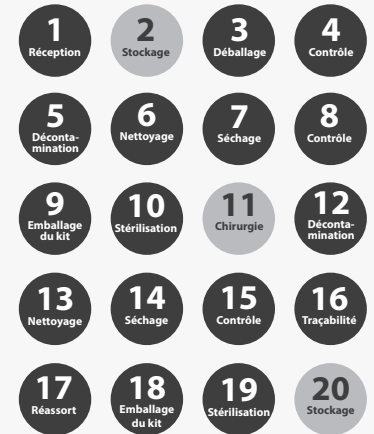 1
Réception
2
Stockage
3
Déballage
4
Contrôle
5
Déconta-
mination
6
Nettoyage
7
Séchage
8
Contrôle
9
Emballage
du kit
10
Stérilisation
11
Chirurgie
12
Déconta-
mination
13
Nettoyage
14
Séchage
15
Contrôle
16
Traçabilité
17
Réassort
18
Emballage
du kit
19
Stérilisation
20
Stockage